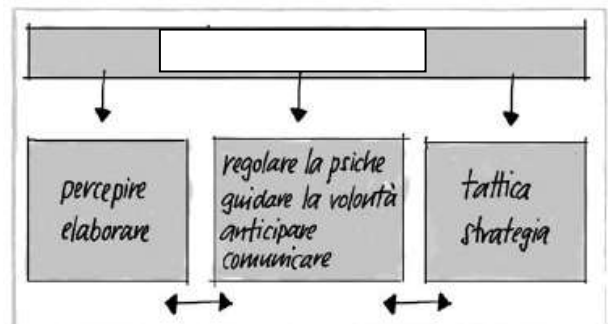 percepire
elaborare
regolare la psiche
guidare la volontà
anticipare
comunicare
tattica
strategia